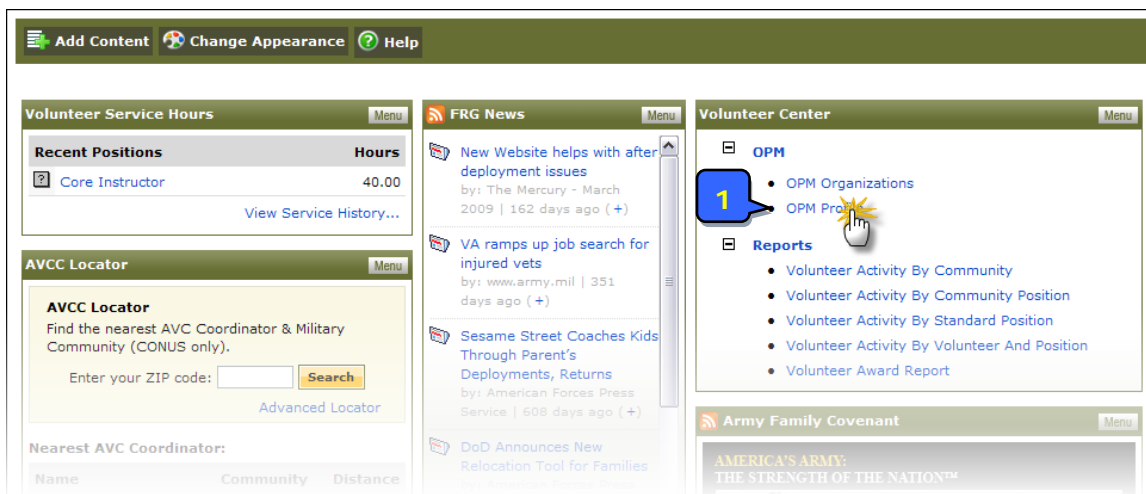 Add Content Change Appearance Help
Volunteer Service Hours Menu
Recent Positions Hours
Core Instructor 40.00
View Service History...
AVCC Locator Menu
AVCC Locator
Find the nearest AVC Coordinator & Military
Community (CONUS only).
Enter your ZIP code: Search
Advanced Locator
Nearest AVC Coordinator:
Name Community Distance
FRG News Menu
New Website helps with after
deployment issues
by: The Mercury - March
2009 | 162 days ago (+)
VA ramps up job search for
injured vets
by: www.army.mil | 351
days ago (+)
Sesame Street Coaches Kids
Through Parent's
Deployments, Returns
by: American Forces Press
Service | 608 days ago (+)
DoD Announces New
Relocation Tool for Families
by: American Forces Press
Volunteer Center Menu
OPM
OPM Organizations
1
OPM
Reports
Volunteer Activity By Community
Volunteer Activity By Community Position
Volunteer Activity By Standard Position
Volunteer Activity By Volunteer And Position
Volunteer Award Report
Army Family Covenant Menu
AMERICA'S ARMY:
THE STRENGTH OF THE NATION™